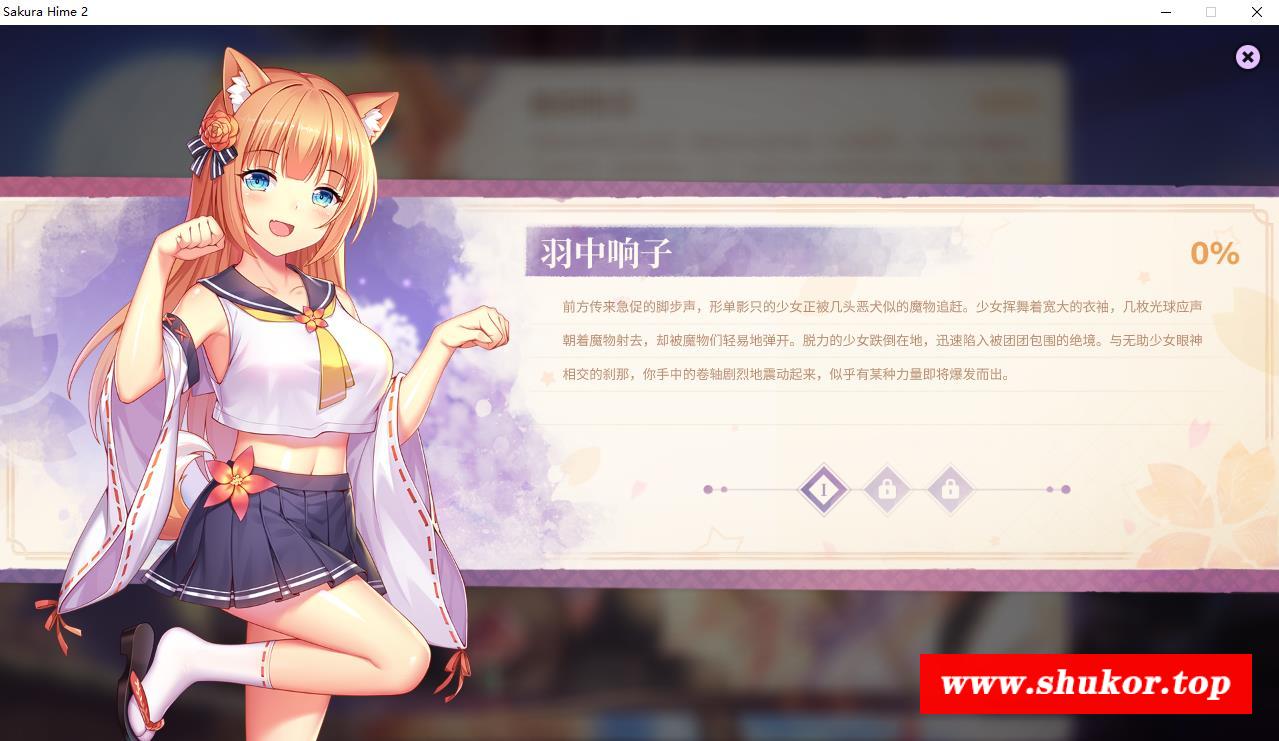 Sakura Hime 2
羽中响子
0%
前方传来急促的脚步声，形单影只的少女正被几头恶犬似的魔物追赶。少女挥舞着宽大的衣袖，几枚光球应声
朝着魔物射去，却被魔物们轻易地弹开。脱力的少女跌倒在地，迅速陷入被团团包围的绝境。与无助少女眼神
相交的刹那，你手中的卷轴剧烈地震动起来，似乎有某种力量即将爆发而出。
I
www.shukor.top